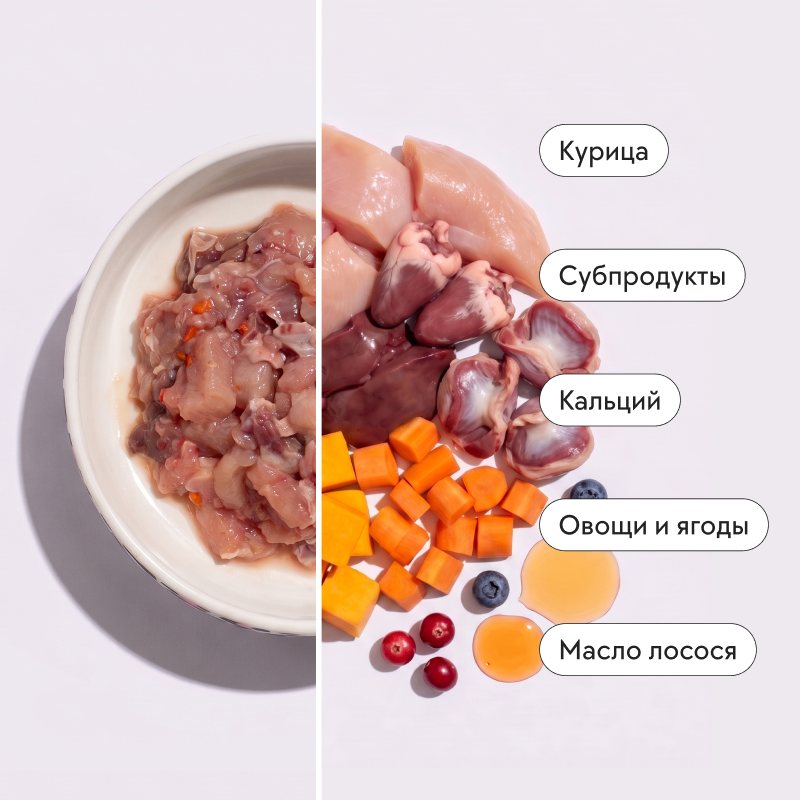 Курица
Субпродукты
Кальций
Овощи и ягоды
Масло лосося